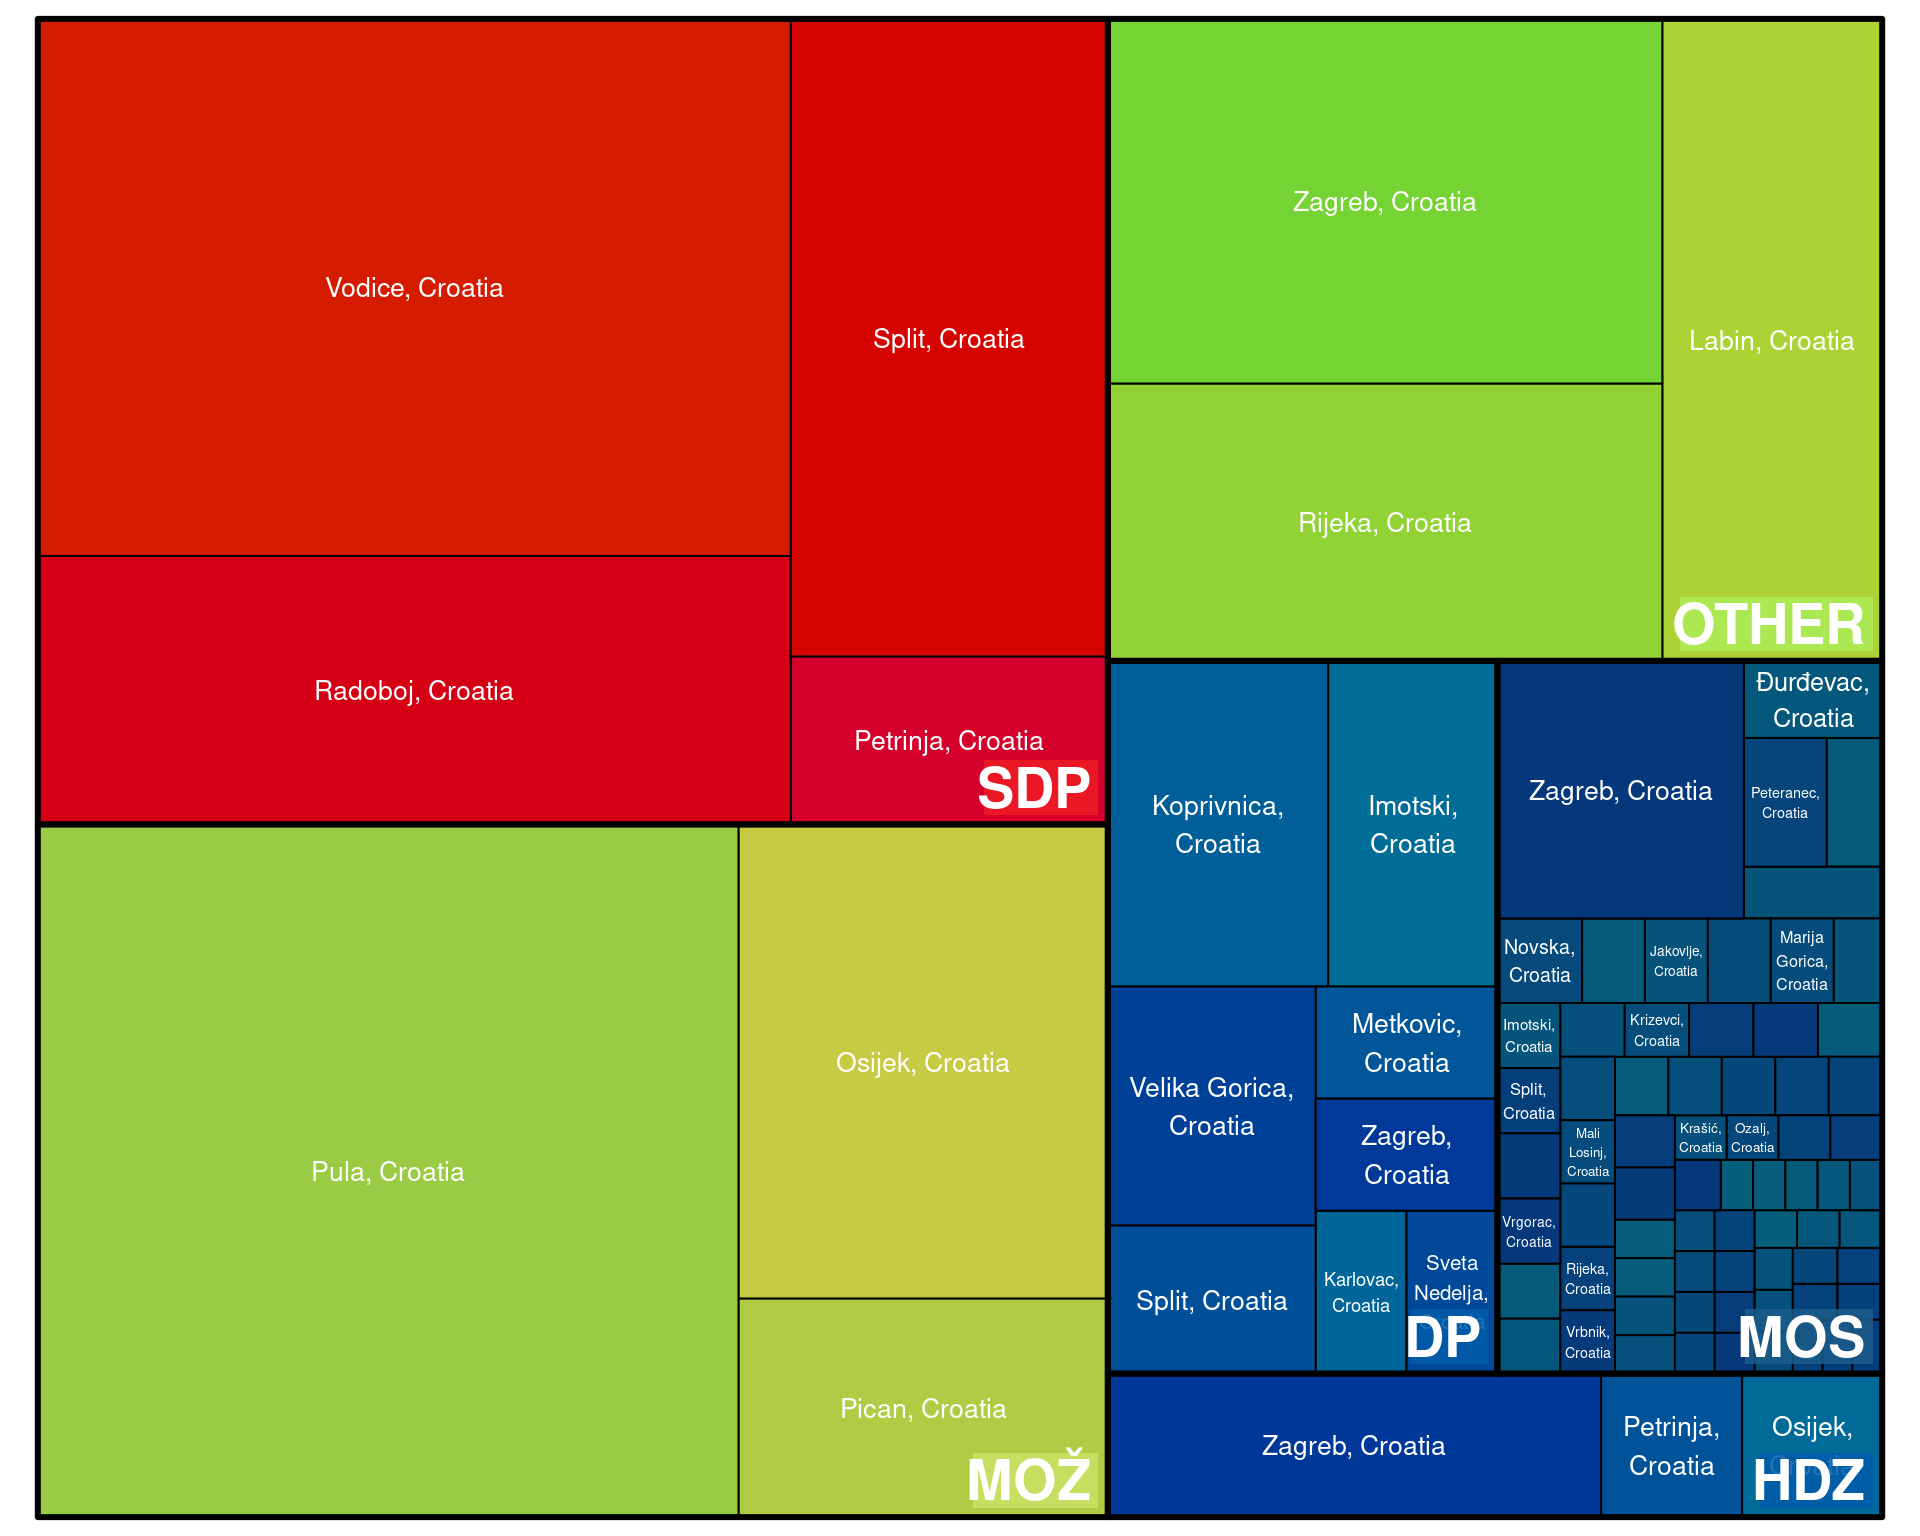 Vodice, Croatia
Split, Croatia
Radoboj, Croatia
Petrinja, Croatia
SDP
Pula, Croatia
Osijek, Croatia
Pican, Croatia
MOŽ
Zagreb, Croatia
Labin, Croatia
Rijeka, Croatia
OTHER
Koprivnica,
Croatia
Imotski,
Croatia
Velika Gorica,
Croatia
Metkovic,
Croatia
Zagreb,
Croatia
Split, Croatia
Karlovac,
Croatia
Sveta
Nedelja,
Croatia
DP
Zagreb, Croatia
Đurđevac,
Croatia
Peteranec,
Croatia
Novska,
Croatia
Jakovlje,
Croatia
Marija
Gorica,
Croatia
Imotski,
Croatia
Krizevci,
Croatia
Split,
Croatia
Mali
Losinj,
Croatia
Krašić,
Croatia
Ozalj,
Croatia
Vrgorac,
Croatia
Rijeka,
Croatia
Vrbnik,
Croatia
MOS
Zagreb, Croatia
Petrinja,
Croatia
Osijek,
Croatia
HDZ